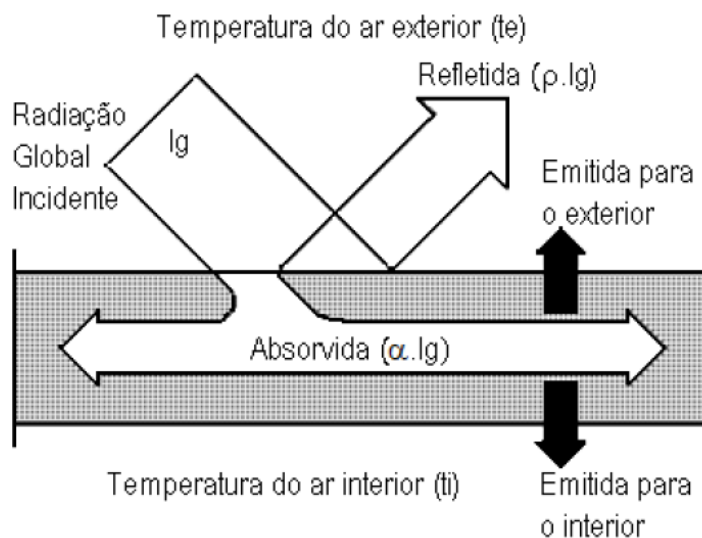 Temperatura do ar exterior (te)
Refletida (ρ.Ig)
Radiação
Global
Incidente
Ig
Emitida para
o exterior
Absorvida (α.Ig)
Temperatura do ar interior (ti)
Emitida para
o interior